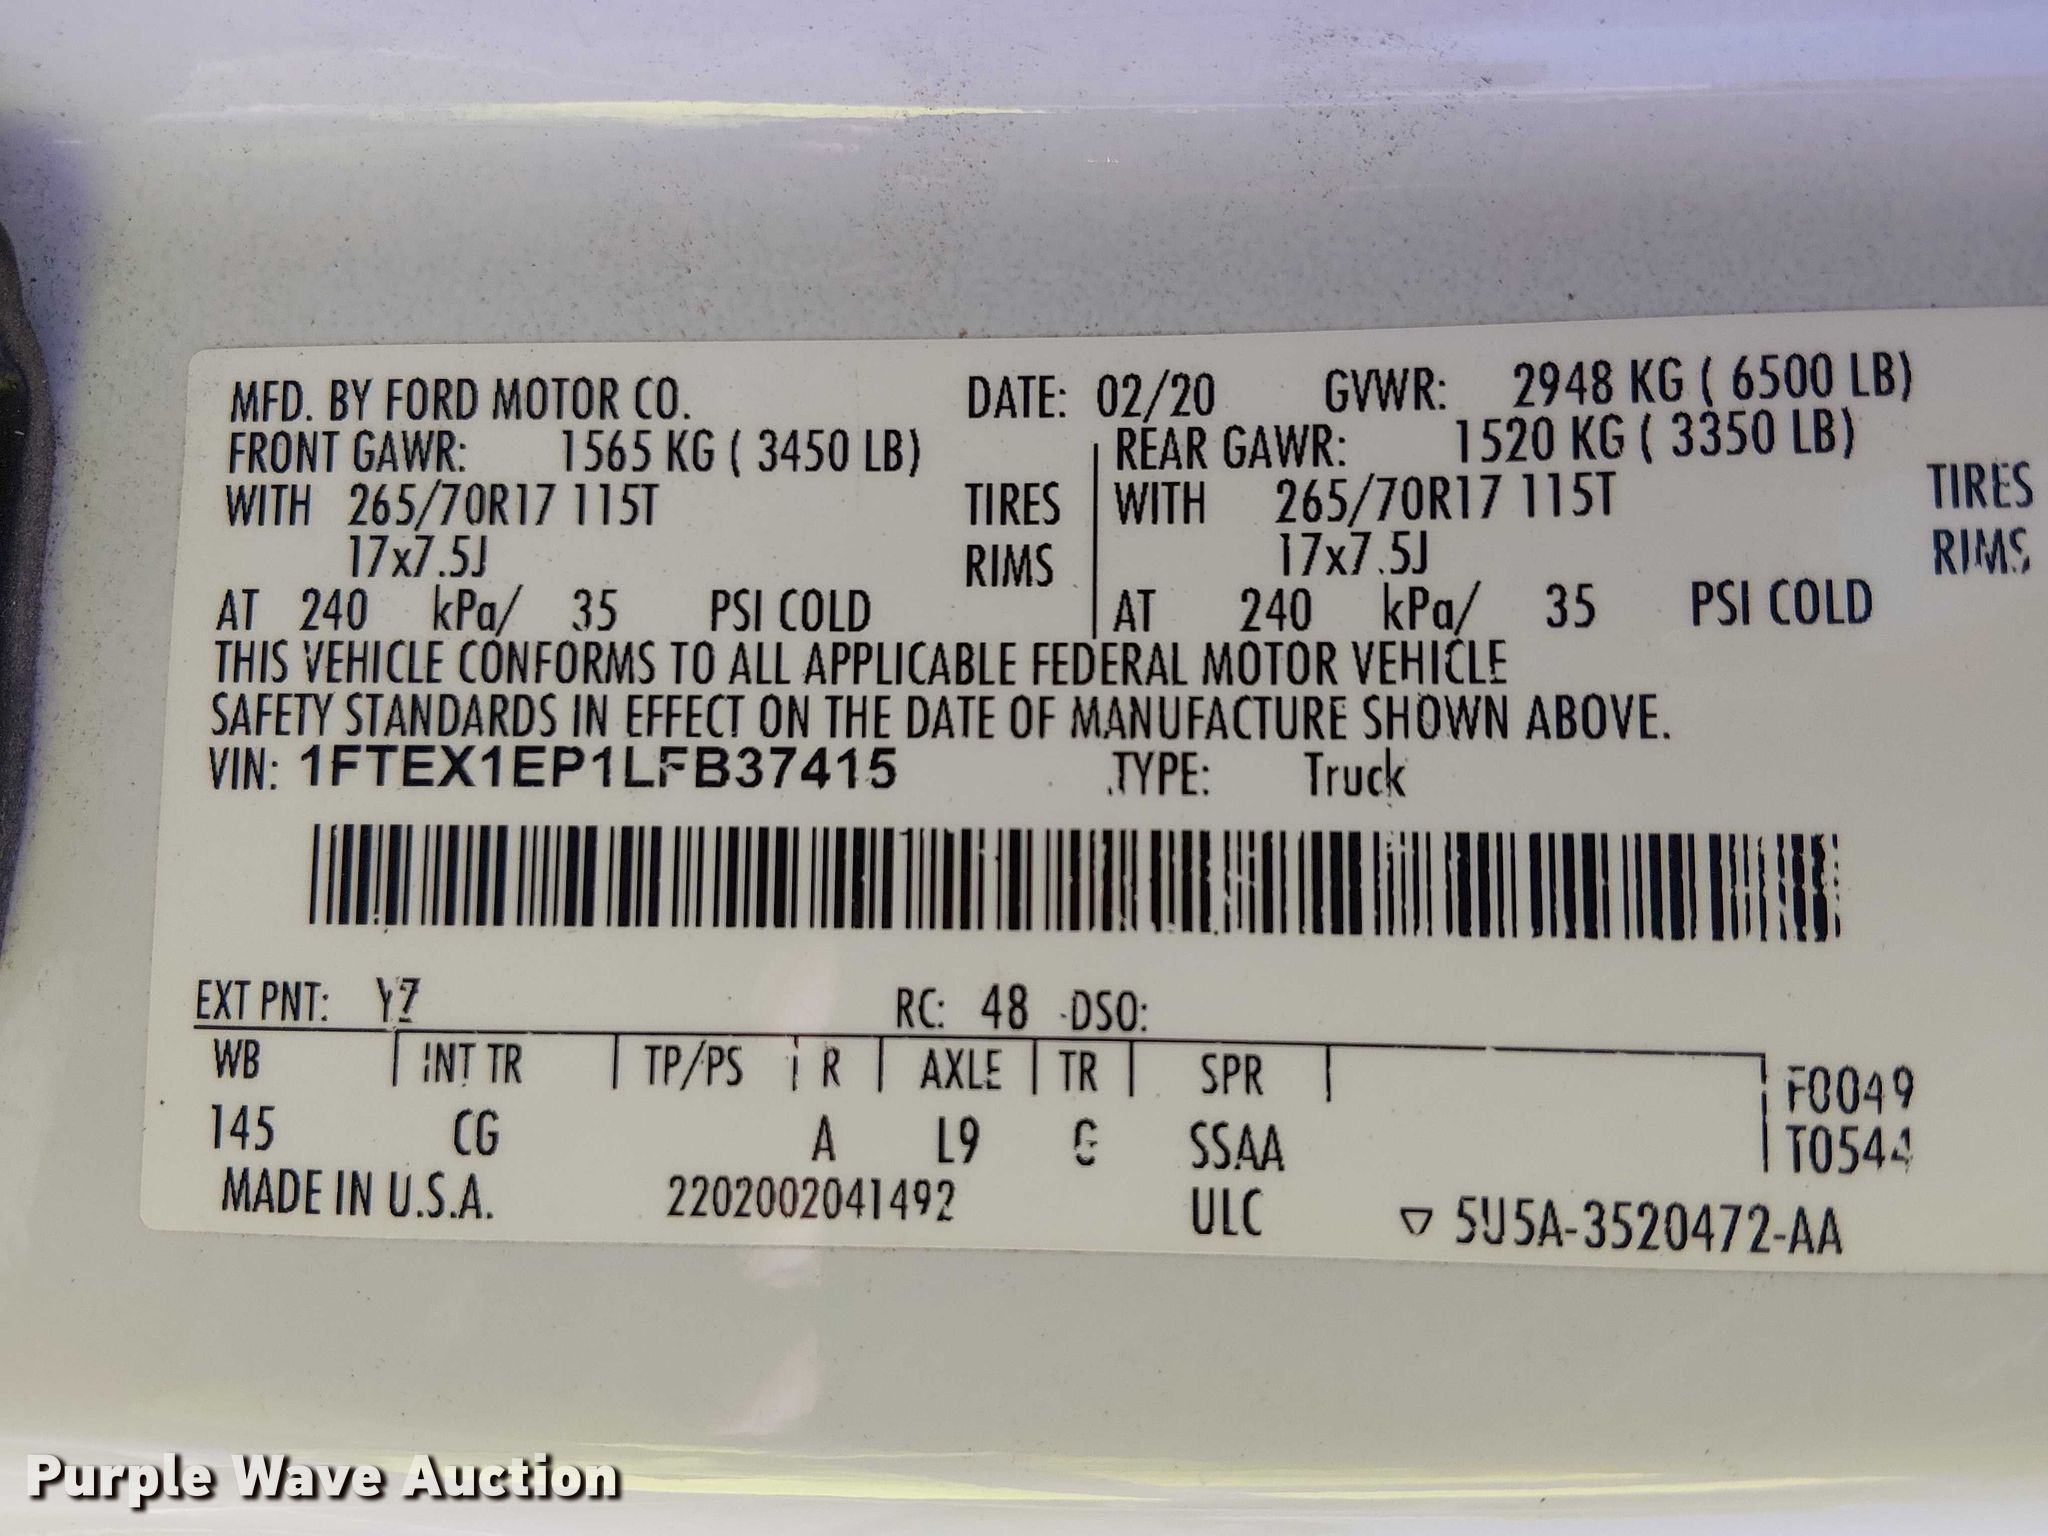 MFD. BY FORD MOTOR CO. DATE: 02/20 GVWR: 2948 KG ( 6500 LB)
FRONT GAWR: 1565 KG ( 3450 LB) REAR GAWR: 1520 KG ( 3350 LB)
WITH 265/70R17 115T TIRES WITH 265/70R17 115T TIRES
17x7.5J RIMS 17x7.5J RIMS
AT 240 kPa/ 35 PSI COLD AT 240 kPa/ 35 PSI COLD
THIS VEHICLE CONFORMS TO ALL APPLICABLE FEDERAL MOTOR VEHICLE
SAFETY STANDARDS IN EFFECT ON THE DATE OF MANUFACTURE SHOWN ABOVE.
VIN: 1FTEX1EP1LFB37415 TYPE: Truck
EXT PNT: YZ RC: 48 DSO:
WB INT TR TP/PS R AXLE TR SPR F0049
145 CG A L9 G SSAA T0544
MADE IN U.S.A. 2202002041492 ULC ▽ 5U5A-3520472-AA
Purple Wave Auction